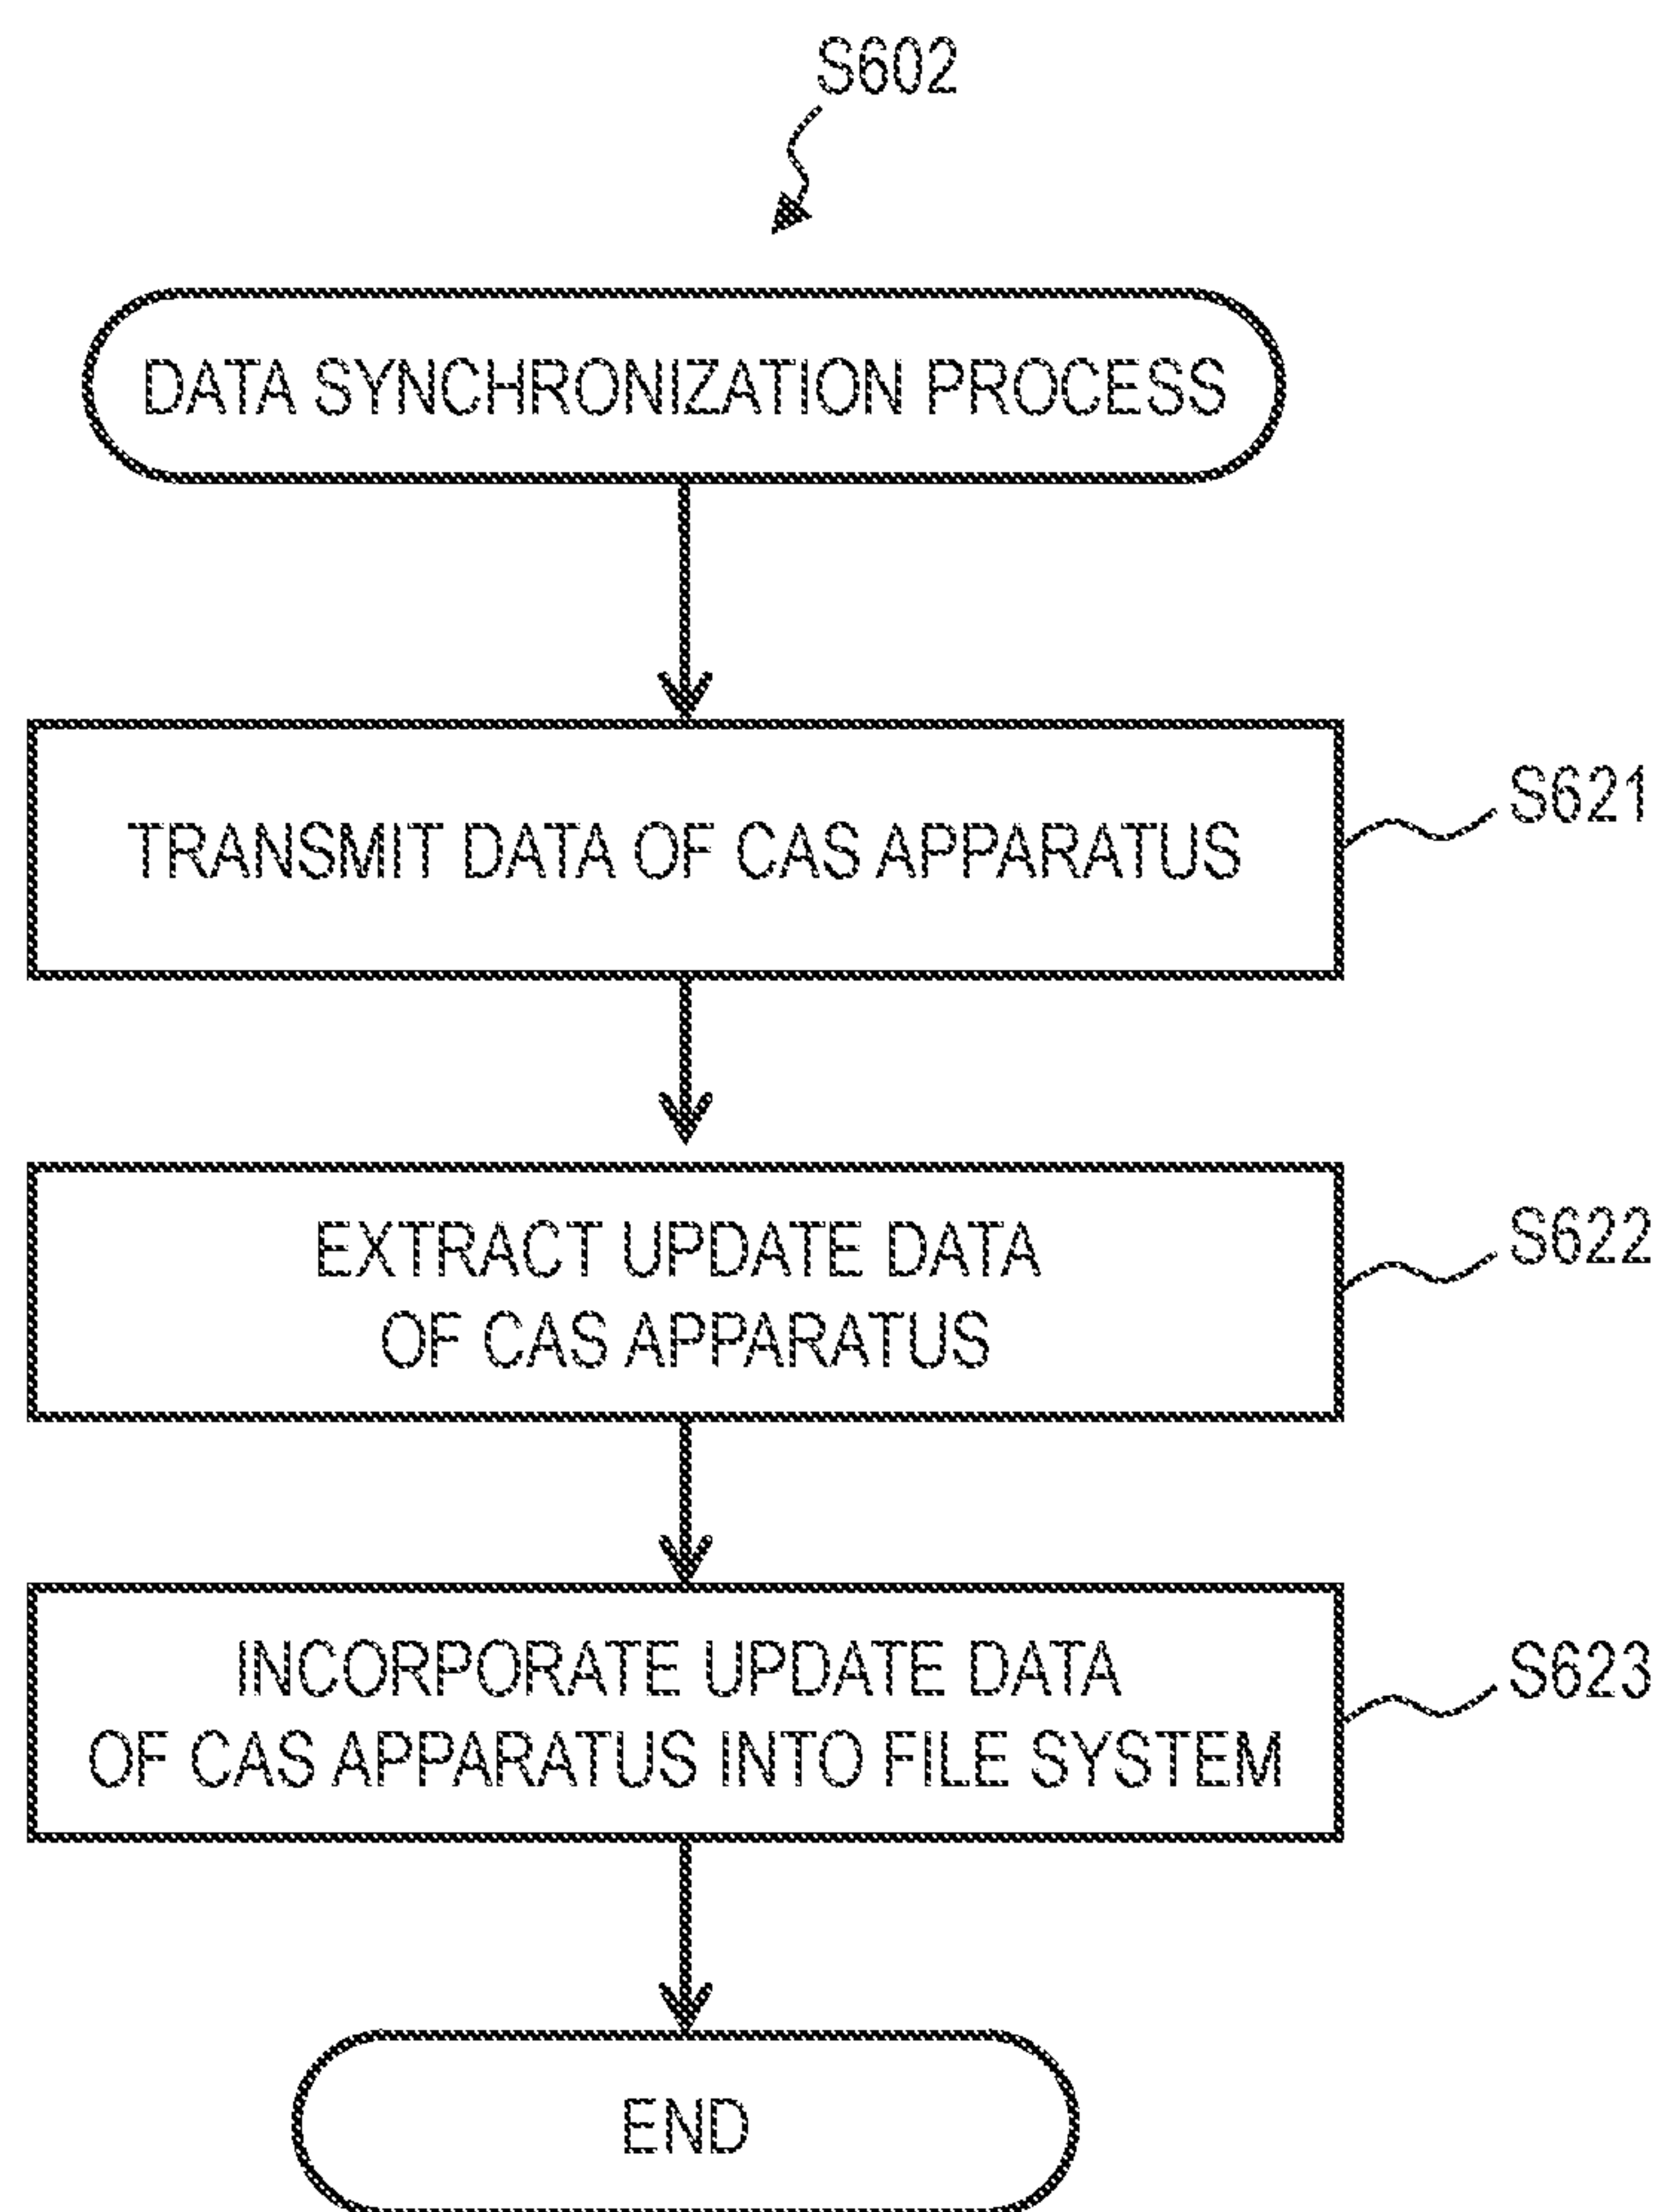 S602
DATA SYNCHRONIZATION PROCESS
TRANSMIT DATA OF CAS APPARATUS
S621
EXTRACT UPDATE DATA
OF CAS APPARATUS
S622
INCORPORATE UPDATE DATA
OF CAS APPARATUS INTO FILE SYSTEM
S623
END